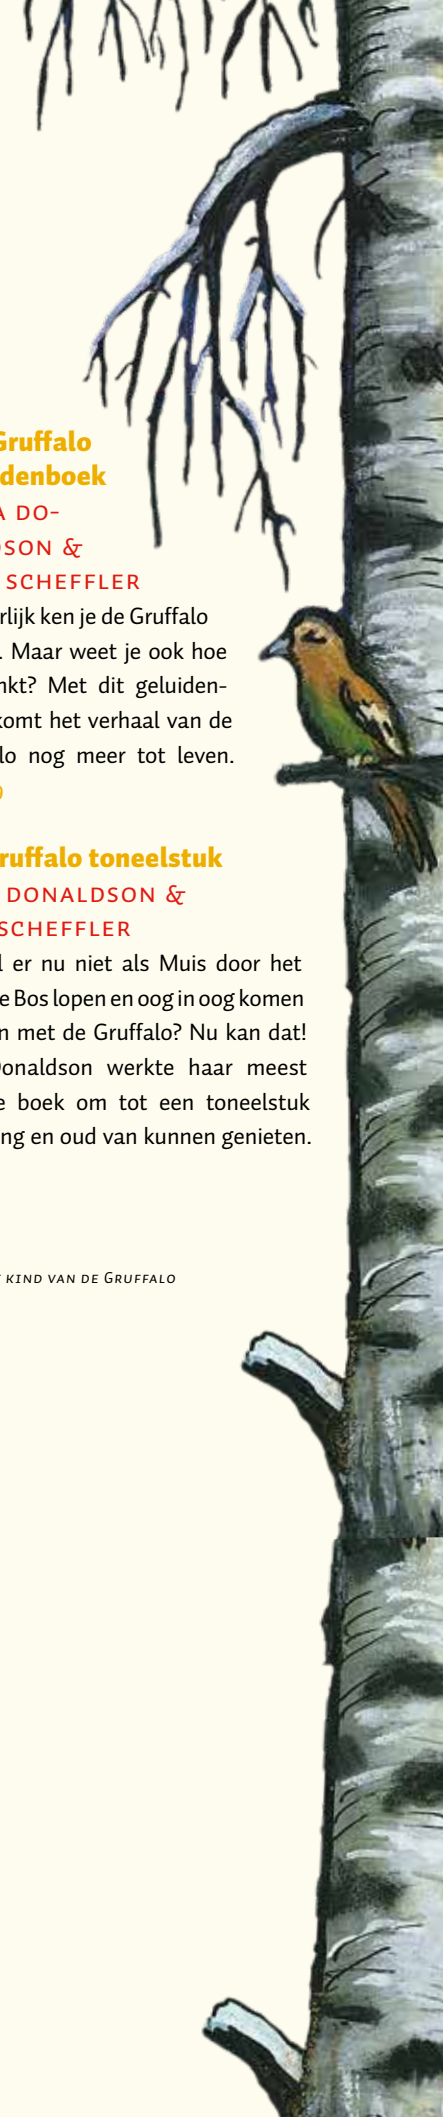 Gruffalo
denboek
A DO-
SON &
SCHEFFLER
rlijk ken je de Gruffalo
. Maar weet je ook hoe
nkt? Met dit geluiden-
komt het verhaal van de
lo nog meer tot leven.
ruffalo toneelstuk
DONALDSON &
SCHEFFLER
l er nu niet als Muis door het
e Bos lopen en oog in oog komen
n met de Gruffalo? Nu kan dat!
Donaldson werkte haar meest
e boek om tot een toneelstuk
ng en oud van kunnen genieten.
KIND VAN DE GRUFFALO